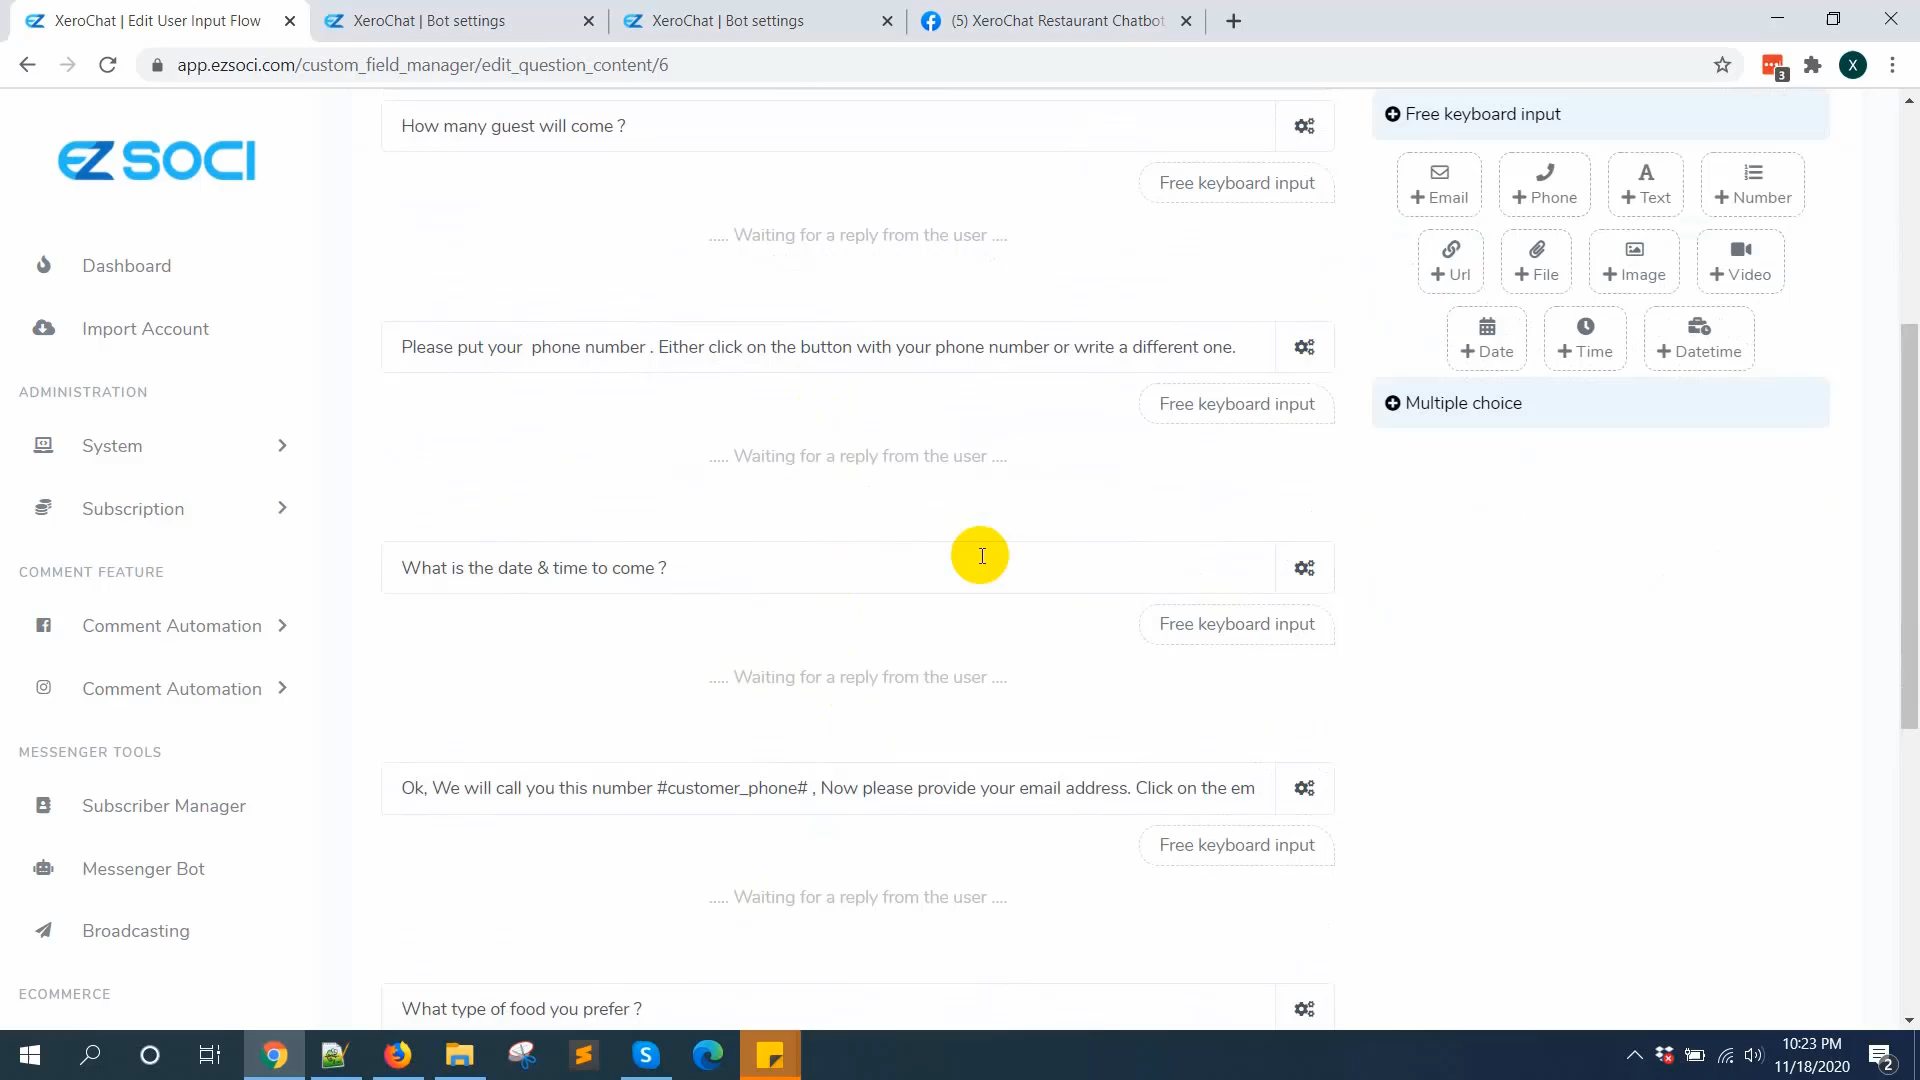 XeroChat | Edit User Input Flow
XeroChat | Bot settings
XeroChat | Bot settings
(5) XeroChat Restaurant Chatbot
app.ezsoci.com/custom_field_manager/edit_question_content/6
3
X
EZ SOCI
Dashboard
Import Account
ADMINISTRATION
System
Subscription
COMMENT FEATURE
Comment Automation
Comment Automation
MESSENGER TOOLS
Subscriber Manager
Messenger Bot
Broadcasting
ECOMMERCE
How many guest will come ?
Free keyboard input
..... Waiting for a reply from the user ....
Please put your  phone number . Either click on the button with your phone number or write a different one.
Free keyboard input
..... Waiting for a reply from the user ....
What is the date & time to come ?
Free keyboard input
..... Waiting for a reply from the user ....
Ok, We will call you this number #customer_phone# , Now please provide your email address. Click on the em
Free keyboard input
..... Waiting for a reply from the user ....
What type of food you prefer ?
Free keyboard input
Email
Phone
Text
Number
Url
File
Image
Video
Date
Time
Datetime
Multiple choice
10:23 PM
11/18/2020
2